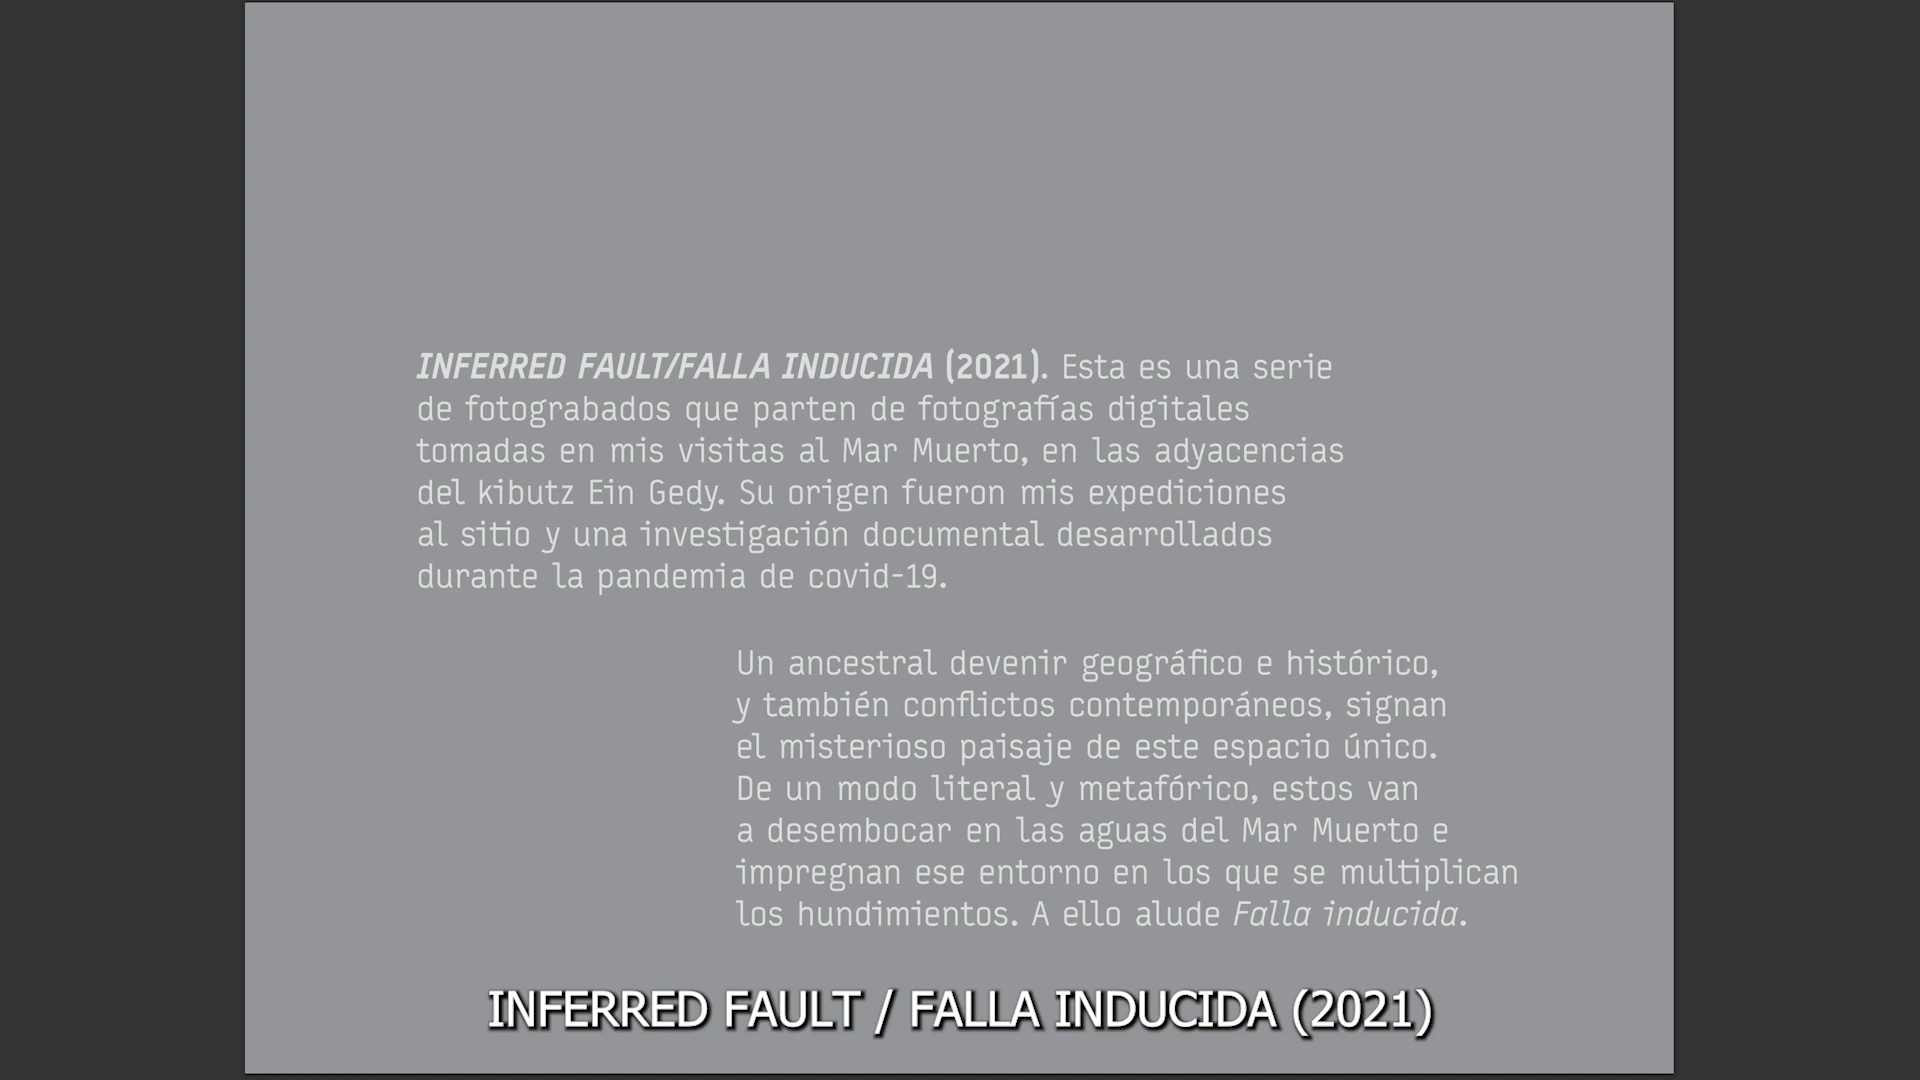 INFERRED FAULT/FALLA INDUCIDA (2021). Esta es una serie
de fotograbados que parten de fotografías digitales
tomadas en mis visitas al Mar Muerto, en las adyacencias
del kibutz Ein Gedy. Su origen fueron mis expediciones
al sitio y una investigación documental desarrollados
durante la pandemia de covid-19.
Un ancestral devenir geográfico e histórico,
y también conflictos contemporáneos, signan
el misterioso paisaje de este espacio único.
De un modo literal y metafórico, estos van
a desembocar en las aguas del Mar Muerto e
impregnan ese entorno en los que se multiplican
los hundimientos. A ello alude Falla inducida.
INFERRED FAULT / FALLA INDUCIDA (2021)